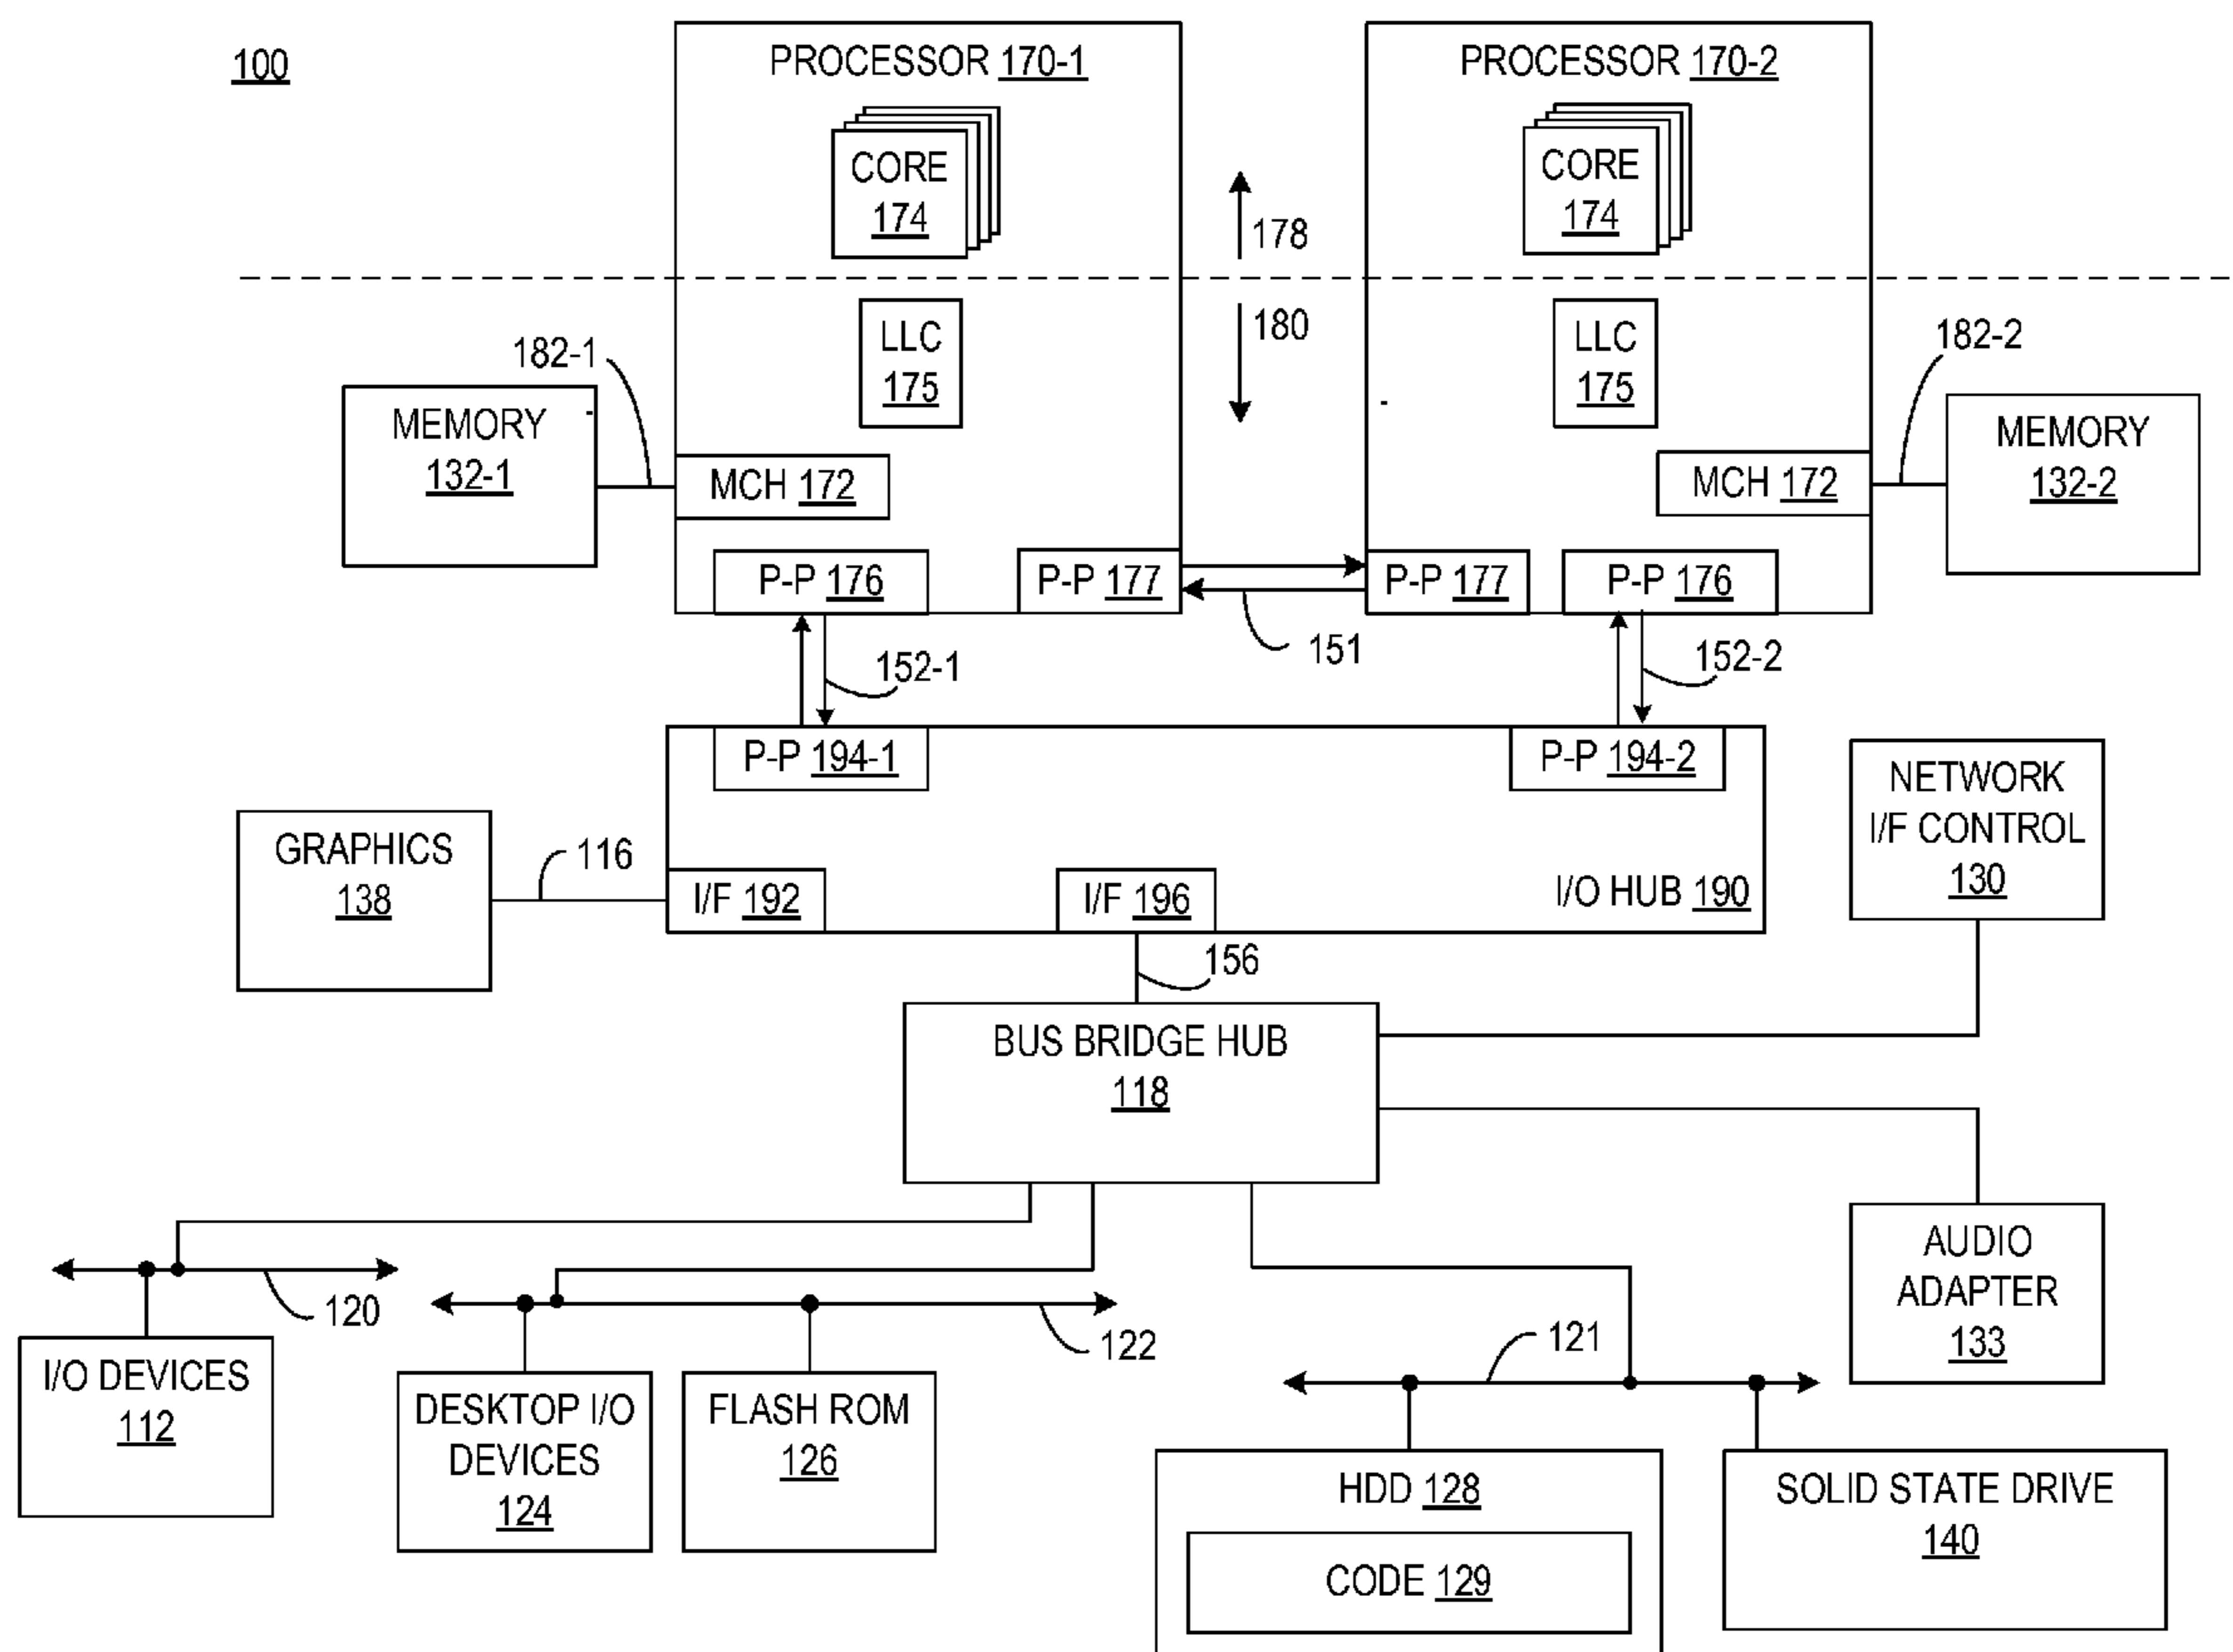 100
PROCESSOR 170-1
PROCESSOR 170-2
CORE
174
CORE
174
178
180
LLC
175
LLC
175
182-1
182-2
MEMORY
132-1
MEMORY
132-2
MCH 172
MCH 172
P-P 176
P-P 177
P-P 177
P-P 176
151
152-1
152-2
P-P 194-1
P-P 194-2
NETWORK
I/F CONTROL
130
GRAPHICS
138
116
I/F 192
I/F 196
I/O HUB 190
156
BUS BRIDGE HUB
118
AUDIO
ADAPTER
133
120
122
121
I/O DEVICES
112
DESKTOP I/O
DEVICES
124
FLASH ROM
126
HDD 128
CODE 129
SOLID STATE DRIVE
140